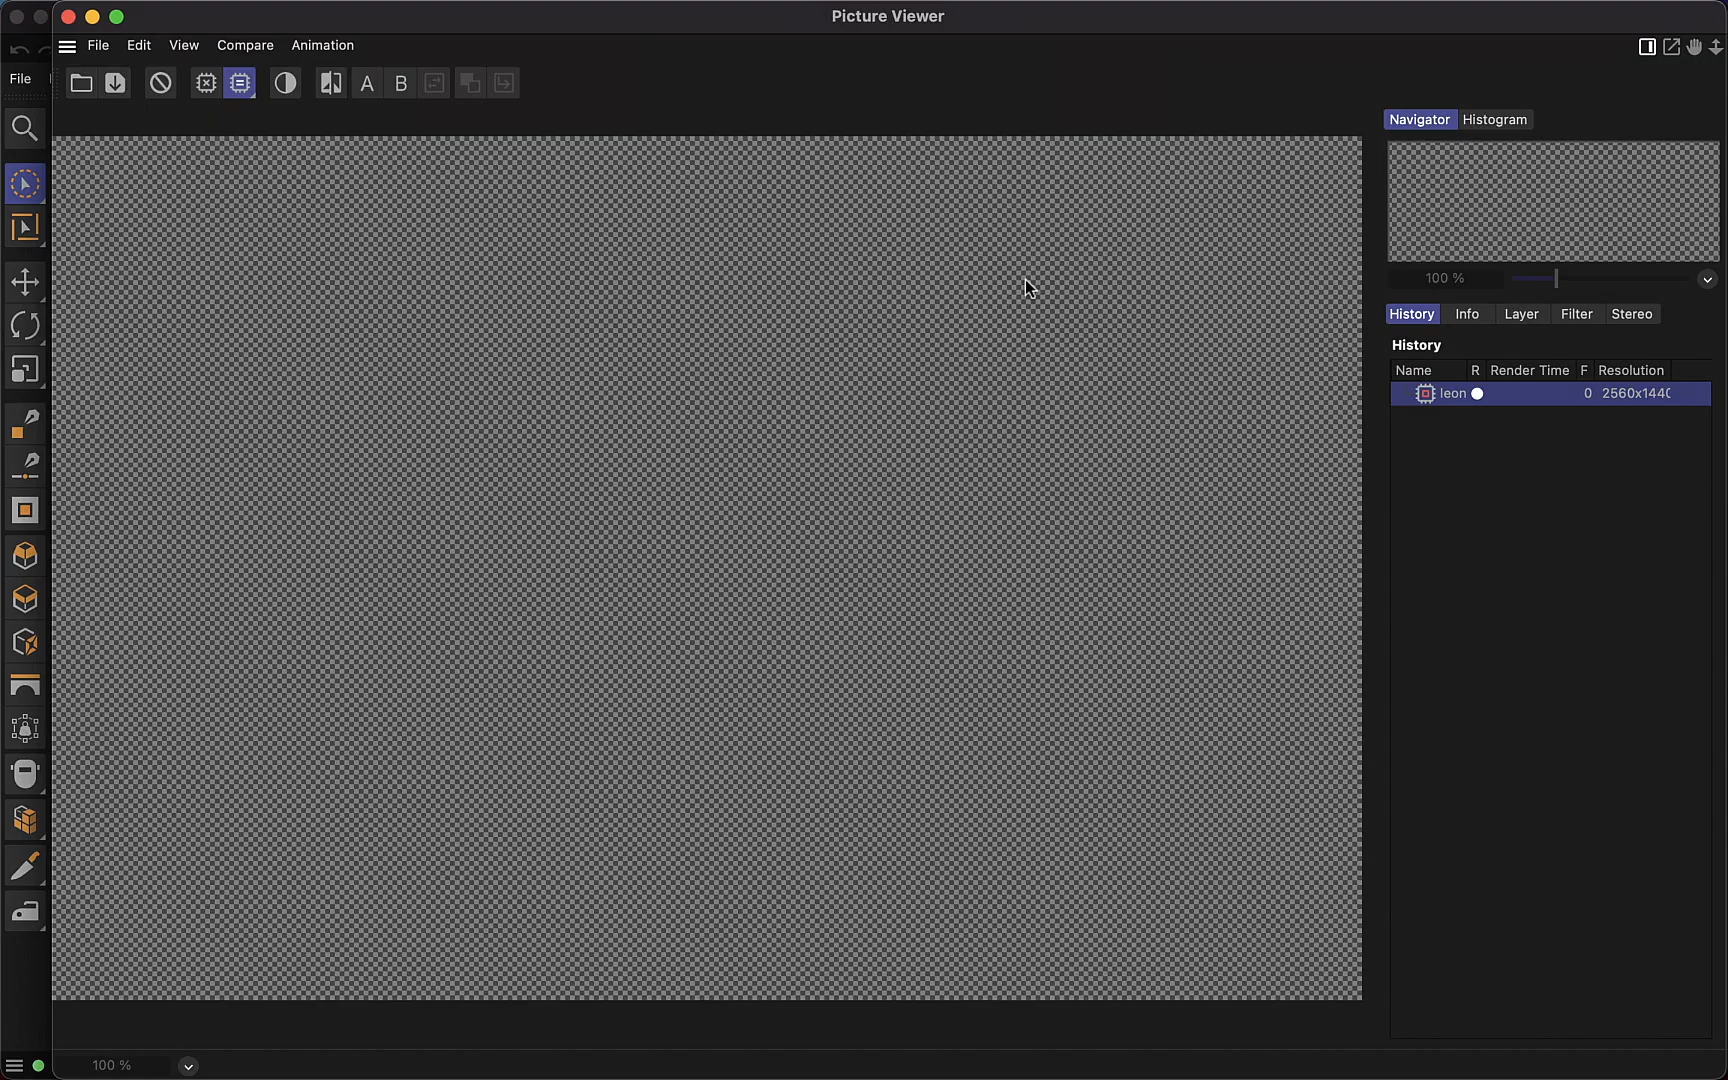 Picture Viewer
File Edit View Compare Animation
File
A B
Navigator Histogram
100 %
History Info Layer Filter Stereo
History
Name R Render Time F Resolution
leon 0 2560x144
100 %